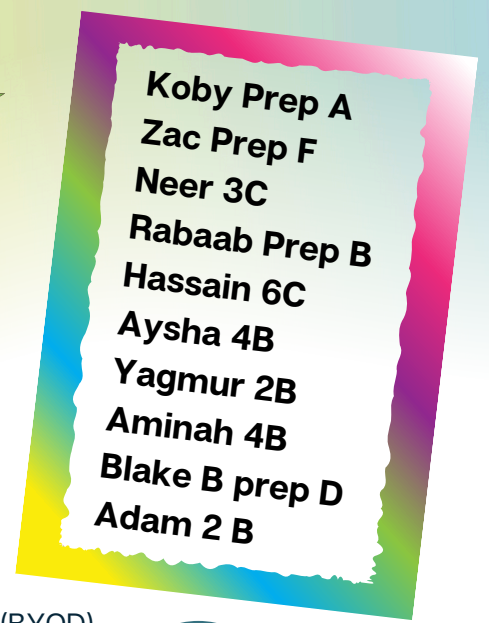 Koby Prep A
Zac Prep F
Neer 3C
Rabaab Prep B
Hassain 6C
Aysha 4B
Yagmur 2B
Aminah 4B
Blake B prep D
Adam 2 B
(BYOD)